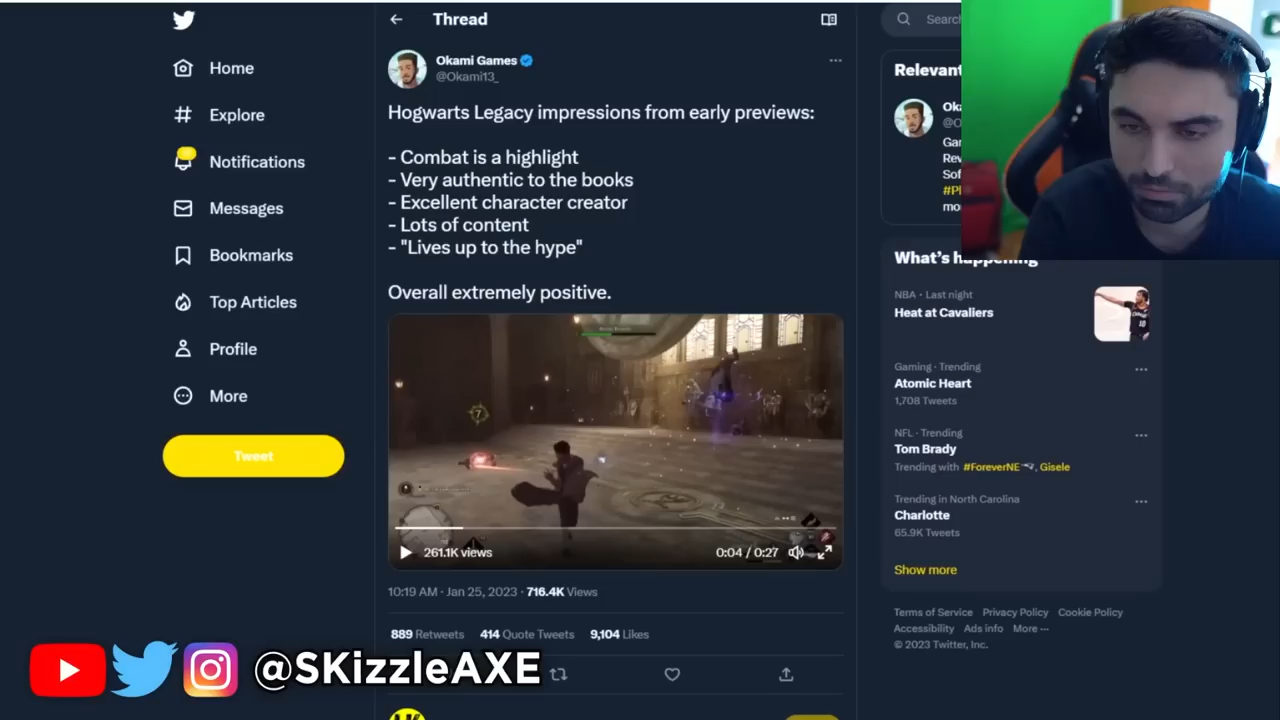 Home
Explore
Notifications
Messages
Bookmarks
Top Articles
Profile
More
Tweet
Thread
Okami Games
@Okami13_
Hogwarts Legacy impressions from early previews:
- Combat is a highlight
- Very authentic to the books
- Excellent character creator
- Lots of content
- "Lives up to the hype"
Overall extremely positive.
7
261.1K views
0:04 / 0:27
10:19 AM · Jan 25, 2023 · 716.4K Views
889 Retweets 414 Quote Tweets 9,104 Likes
Search
Relevant
What's happening
NBA · Last night
Heat at Cavaliers
Gaming · Trending
Atomic Heart
1,708 Tweets
NFL · Trending
Tom Brady
Trending with #ForeverNE, Gisele
Trending in North Carolina
Charlotte
65.9K Tweets
Show more
Terms of Service Privacy Policy Cookie Policy
Accessibility Ads info More ···
© 2023 Twitter, Inc.
@SKizzleAXE